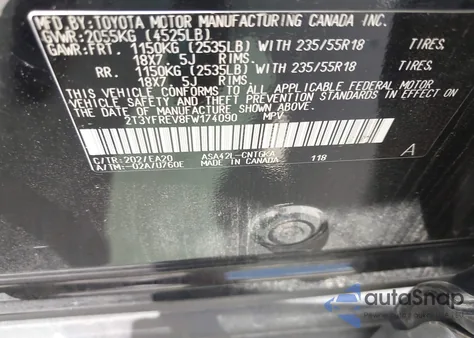 MFD.BY:TOYOTA MOTOR MANUFACTURING CANADA INC.
GVWR:2055KG (4525LB)
GAWR:FRT. 1150KG (2535LB) WITH 235/55R18 TIRES.
18X7 5J RIMS.
RR. 1150KG (2535LB) WITH 235/55R18 TIRES.
18X7 5J RIMS.
THIS VEHICLE CONFORMS TO ALL APPLICABLE FEDERAL MOTOR
VEHICLE SAFETY AND THEFT PREVENTION STANDARDS IN EFFECT
ON THE DATE OF MANUFACTURE SHOWN ABOVE.
2T3YFREV8FW174090 MPV
C/TR:202/EA20 ASA42L-CNTGKA 118 A
A/TM:-02A/U760E MADE IN CANADA
autoSnap